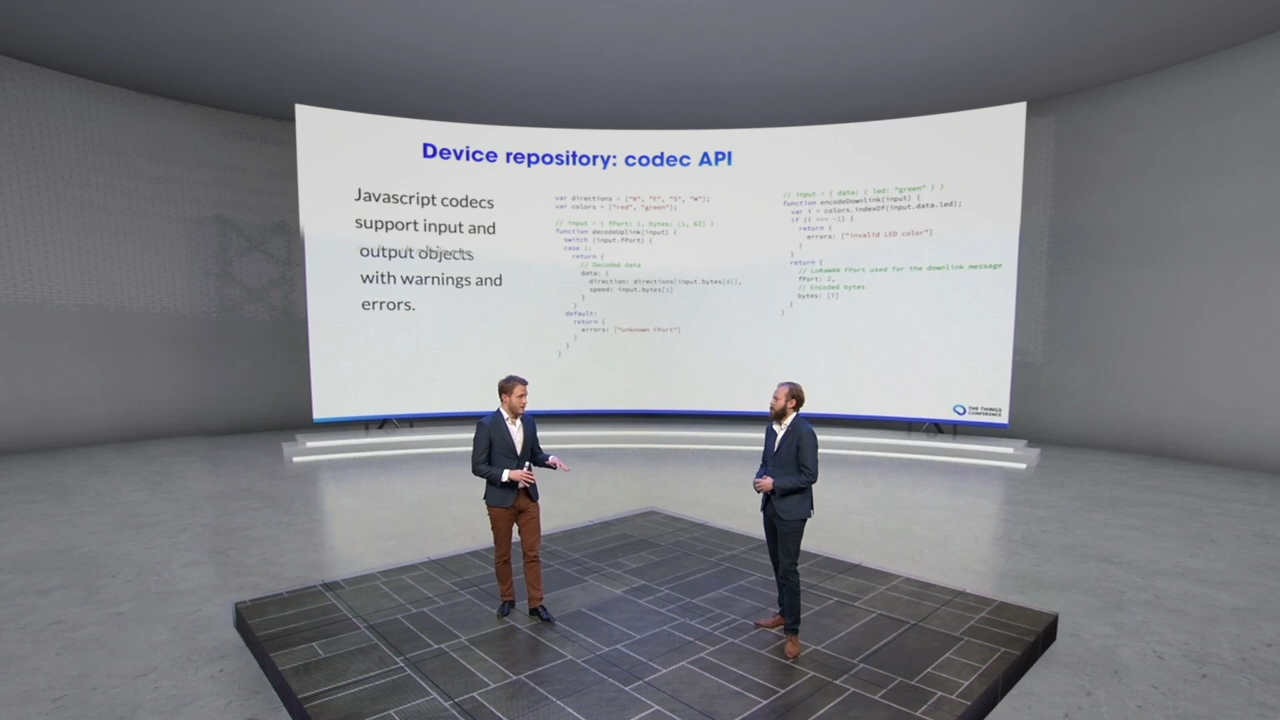 Device repository: codec API
Javascript codecs
support input and
output objects
with warnings and
errors.
var directions = ["N", "E", "S", "W"];
var colors = ["red", "green"];
// input = { fPort: 1, bytes: [1, 62] }
function decodeUplink(input) {
switch (input.fPort) {
case 1:
return {
// Decoded data
data: {
direction: directions[input.bytes[0]],
speed: input.bytes[1]
}
}
default:
return {
errors: ["unknown FPort"]
}
}
}
// input = { data: { led: "green" } }
function encodeDownlink(input) {
var i = colors.indexOf(input.data.led);
if (i === -1) {
return {
errors: ["invalid LED color"]
}
}
return {
// LoRaWAN FPort used for the downlink message
fPort: 2,
// Encoded bytes
bytes: [i]
}
}
THE THINGS
CONFERENCE